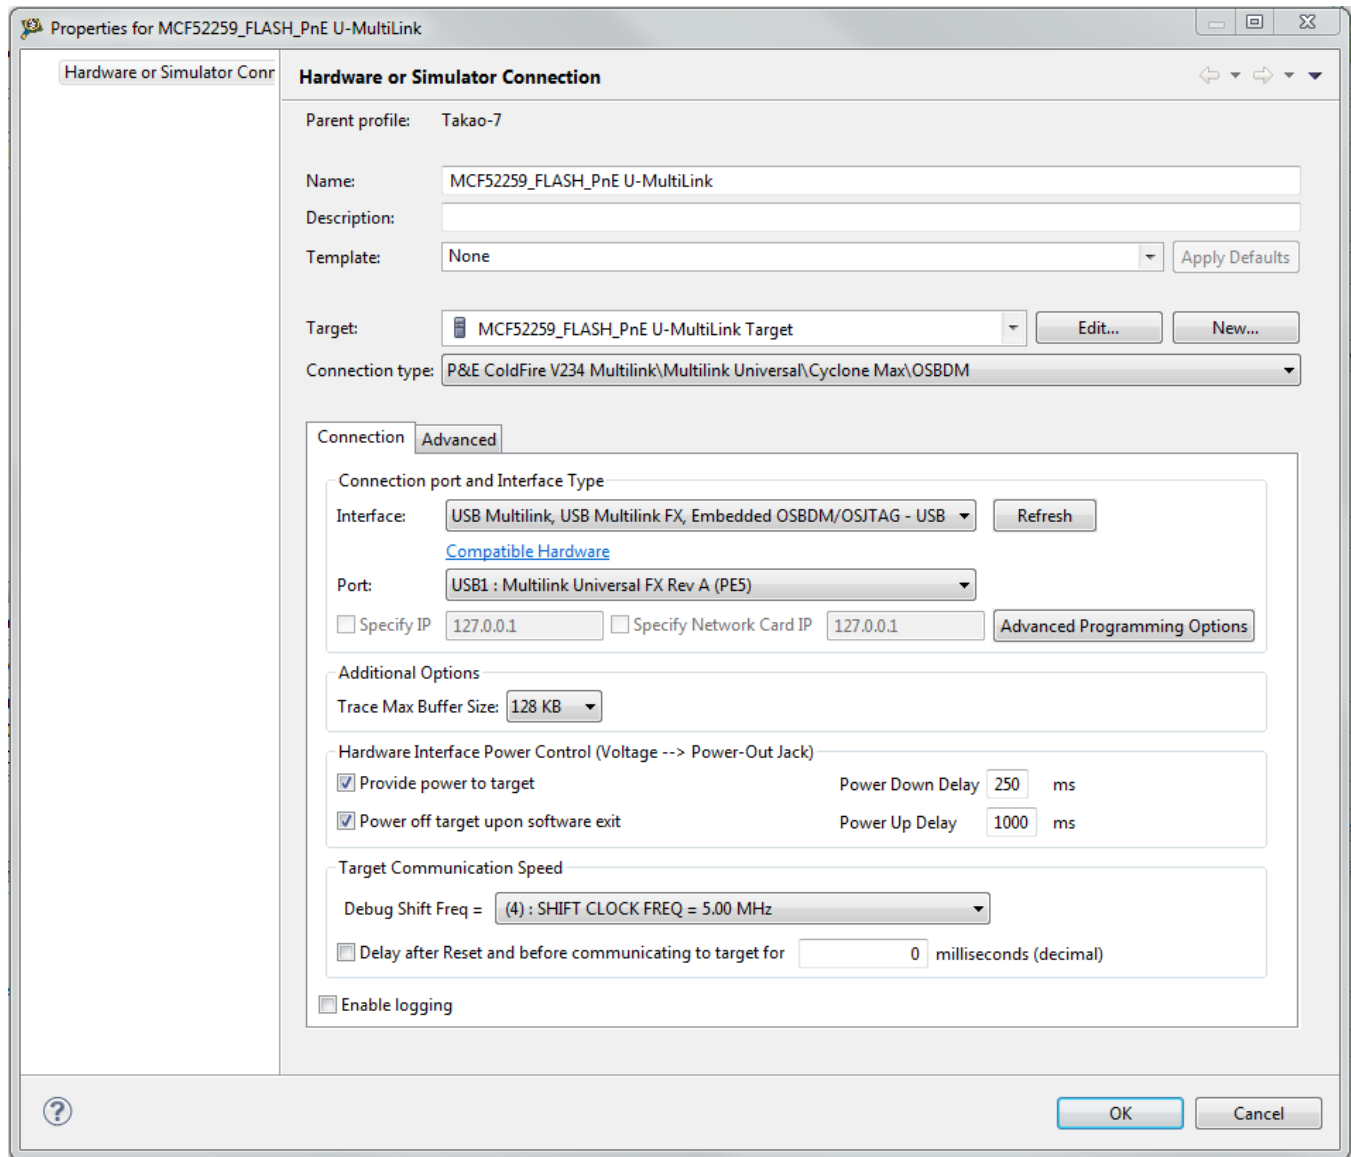 Properties for MCF52259_FLASH_PnE U-MultiLink
Hardware or Simulator Conr
Hardware or Simulator Connection
Parent profile: Takao-7
Name: MCF52259_FLASH_PnE U-MultiLink
Description:
Template: None Apply Defaults
Target: MCF52259_FLASH_PnE U-MultiLink Target Edit... New...
Connection type: P&E ColdFire V234 Multilink\Multilink Universal\Cyclone Max\OSBDM
Connection Advanced
Connection port and Interface Type
Interface: USB Multilink, USB Multilink FX, Embedded OSBDM/OSJTAG - USB Refresh
Compatible Hardware
Port: USB1 : Multilink Universal FX Rev A (PE5)
Specify IP 127.0.0.1 Specify Network Card IP 127.0.0.1 Advanced Programming Options
Additional Options
Trace Max Buffer Size: 128 KB
Hardware Interface Power Control (Voltage --> Power-Out Jack)
Provide power to target Power Down Delay 250 ms
Power off target upon software exit Power Up Delay 1000 ms
Target Communication Speed
Debug Shift Freq = (4) : SHIFT CLOCK FREQ = 5.00 MHz
Delay after Reset and before communicating to target for 0 milliseconds (decimal)
Enable logging
? OK Cancel